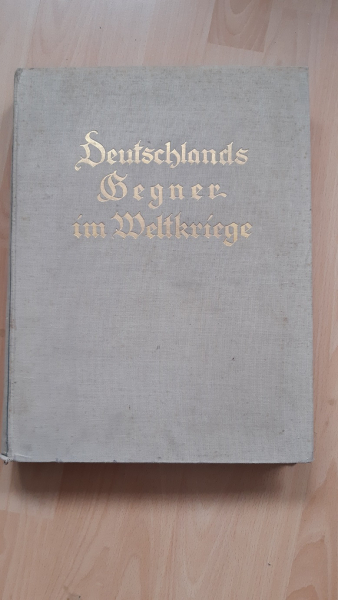 Deutschlands
Gegner
im Weltkriege